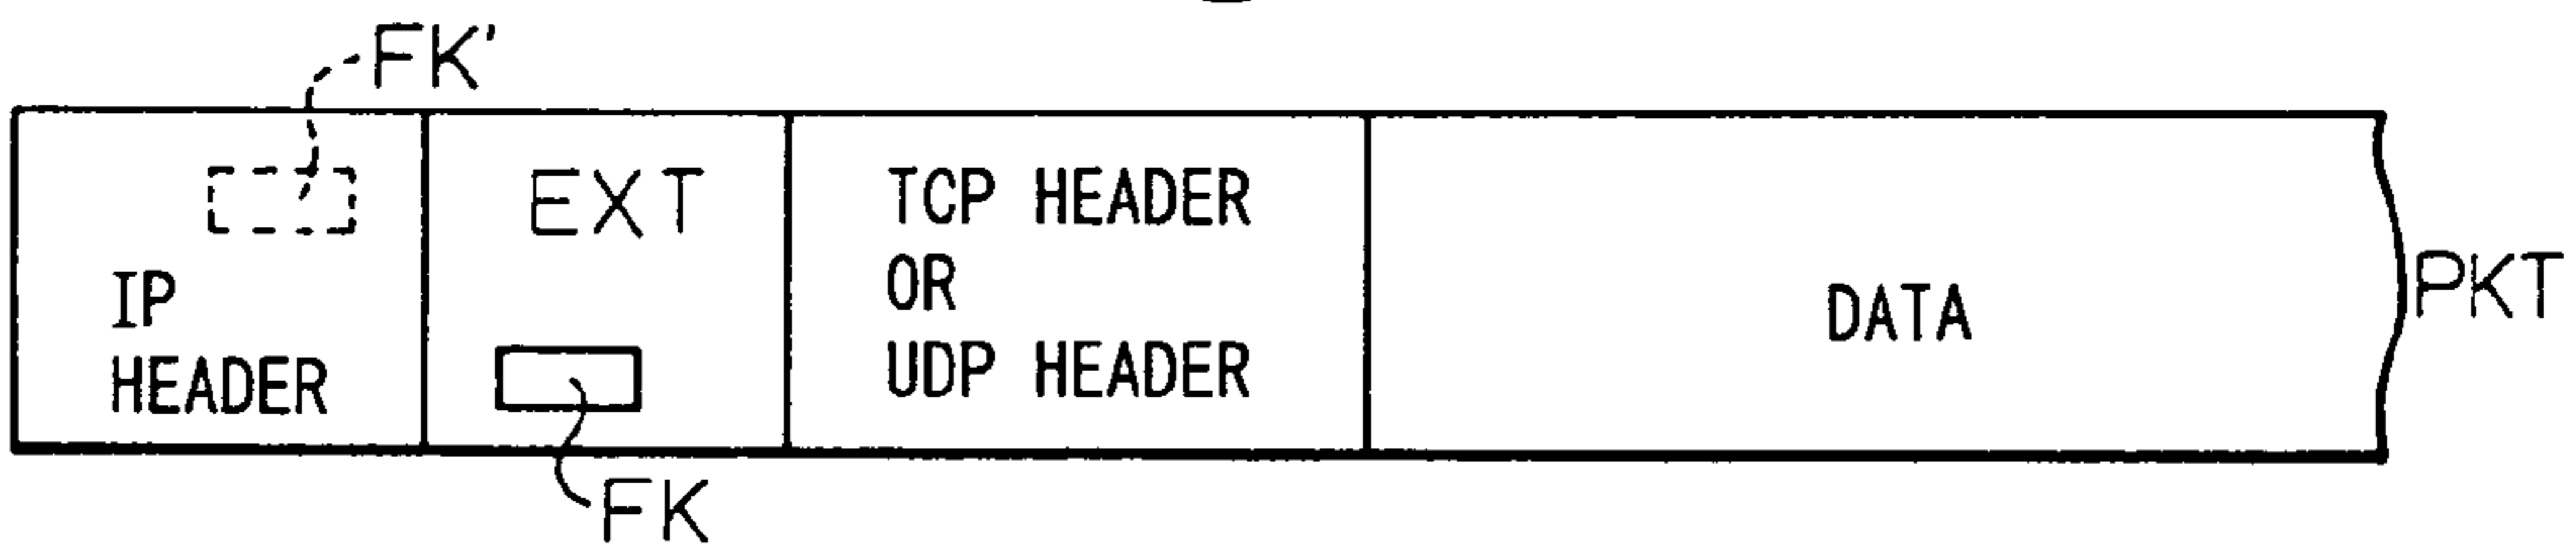 FK'
IP
HEADER
EXT
FK
TCP HEADER
OR
UDP HEADER
DATA
PKT